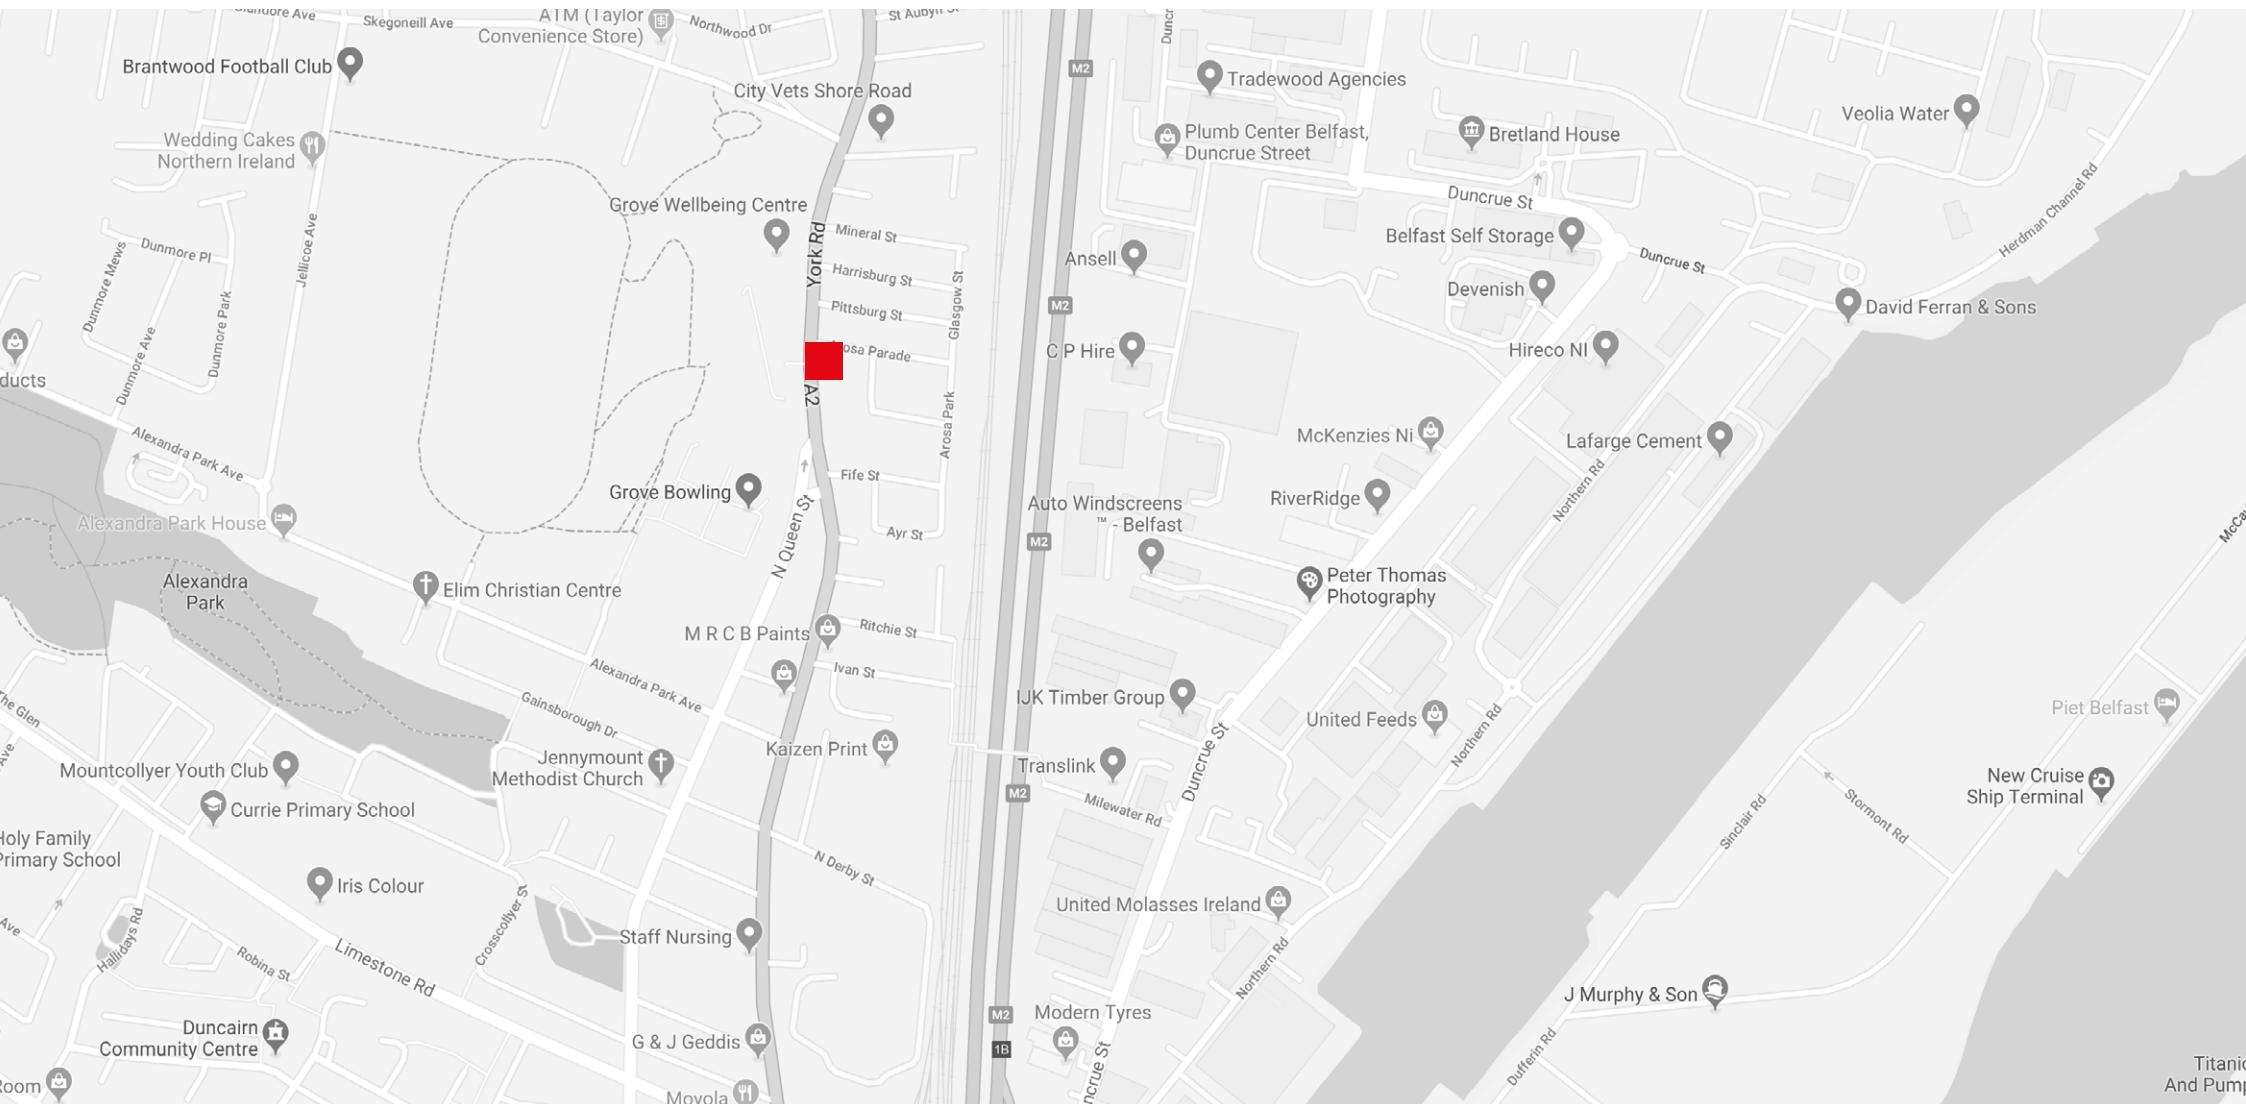 Skegoneill Ave
ATM (Taylor
Convenience Store)
Northwood Dr
Brantwood Football Club
City Vets Shore Road
M2
Tradewood Agencies
Veolia Water
Plumb Center Belfast,
Duncrue Street
Bretland House
Wedding Cakes
Northern Ireland
Grove Wellbeing Centre
Duncrue St
Herdman Channel Rd
York Rd
Mineral St
Jellicoe Ave
Dunmore Pl
Dunmore Mews
Belfast Self Storage
Duncrue St
Ansell
Harrisburg St
Glasgow St
Devenish
Pittsburg St
M2
David Ferran & Sons
Dunmore Park
Dunmore Ave
Parade
C P Hire
Hireco NI
ducts
A2
Arosa Park
McKenzies Ni
Lafarge Cement
Alexandra Park Ave
Fife St
Northern Rd
Grove Bowling
RiverRidge
Auto Windscreens
™ - Belfast
Alexandra Park House
N Queen St
Ayr St
M2
Alexandra
Park
Elim Christian Centre
Peter Thomas
Photography
M R C B Paints
Ritchie St
Ivan St
Alexandra Park Ave
IJK Timber Group
United Feeds
Piet Belfast
The Glen
Gainsborough Dr
Northern Rd
Kaizen Print
Jennymount
Methodist Church
Translink
Duncrue St
Mountcollyer Youth Club
New Cruise
Ship Terminal
M2
Milewater Rd
Currie Primary School
Sinclair Rd
Stormont Rd
Holy Family
Primary School
N Derby St
Iris Colour
United Molasses Ireland
Ave
Hallidays Rd
Crosscollyer St
Staff Nursing
Limestone Rd
Robina St
Northern Rd
J Murphy & Son
M2
Modern Tyres
Duncairn
Community Centre
G & J Geddis
1B
Dufferin Rd
Titanic
And Pump
Room
Moyola